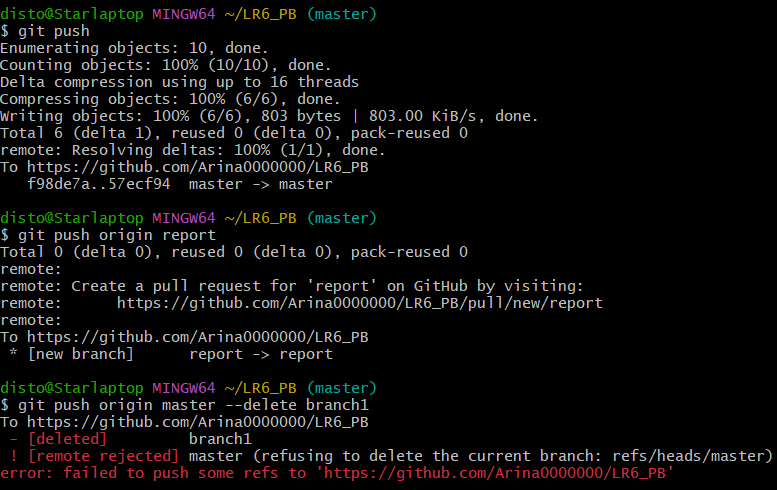 disto@Starlaptop MINGW64 ~/LR6_PB (master)
$ git push
Enumerating objects: 10, done.
Counting objects: 100% (10/10), done.
Delta compression using up to 16 threads
Compressing objects: 100% (6/6), done.
Writing objects: 100% (6/6), 803 bytes | 803.00 KiB/s, done.
Total 6 (delta 1), reused 0 (delta 0), pack-reused 0
remote: Resolving deltas: 100% (1/1), done.
To https://github.com/Arina0000000/LR6_PB
   f98de7a..57ecf94  master -> master
disto@Starlaptop MINGW64 ~/LR6_PB (master)
$ git push origin report
Total 0 (delta 0), reused 0 (delta 0), pack-reused 0
remote:
remote: Create a pull request for 'report' on GitHub by visiting:
remote:      https://github.com/Arina0000000/LR6_PB/pull/new/report
remote:
To https://github.com/Arina0000000/LR6_PB
 * [new branch]      report -> report
disto@Starlaptop MINGW64 ~/LR6_PB (master)
$ git push origin master --delete branch1
To https://github.com/Arina0000000/LR6_PB
 - [deleted]         branch1
 ! [remote rejected] master (refusing to delete the current branch: refs/heads/master)
error: failed to push some refs to 'https://github.com/Arina0000000/LR6_PB'